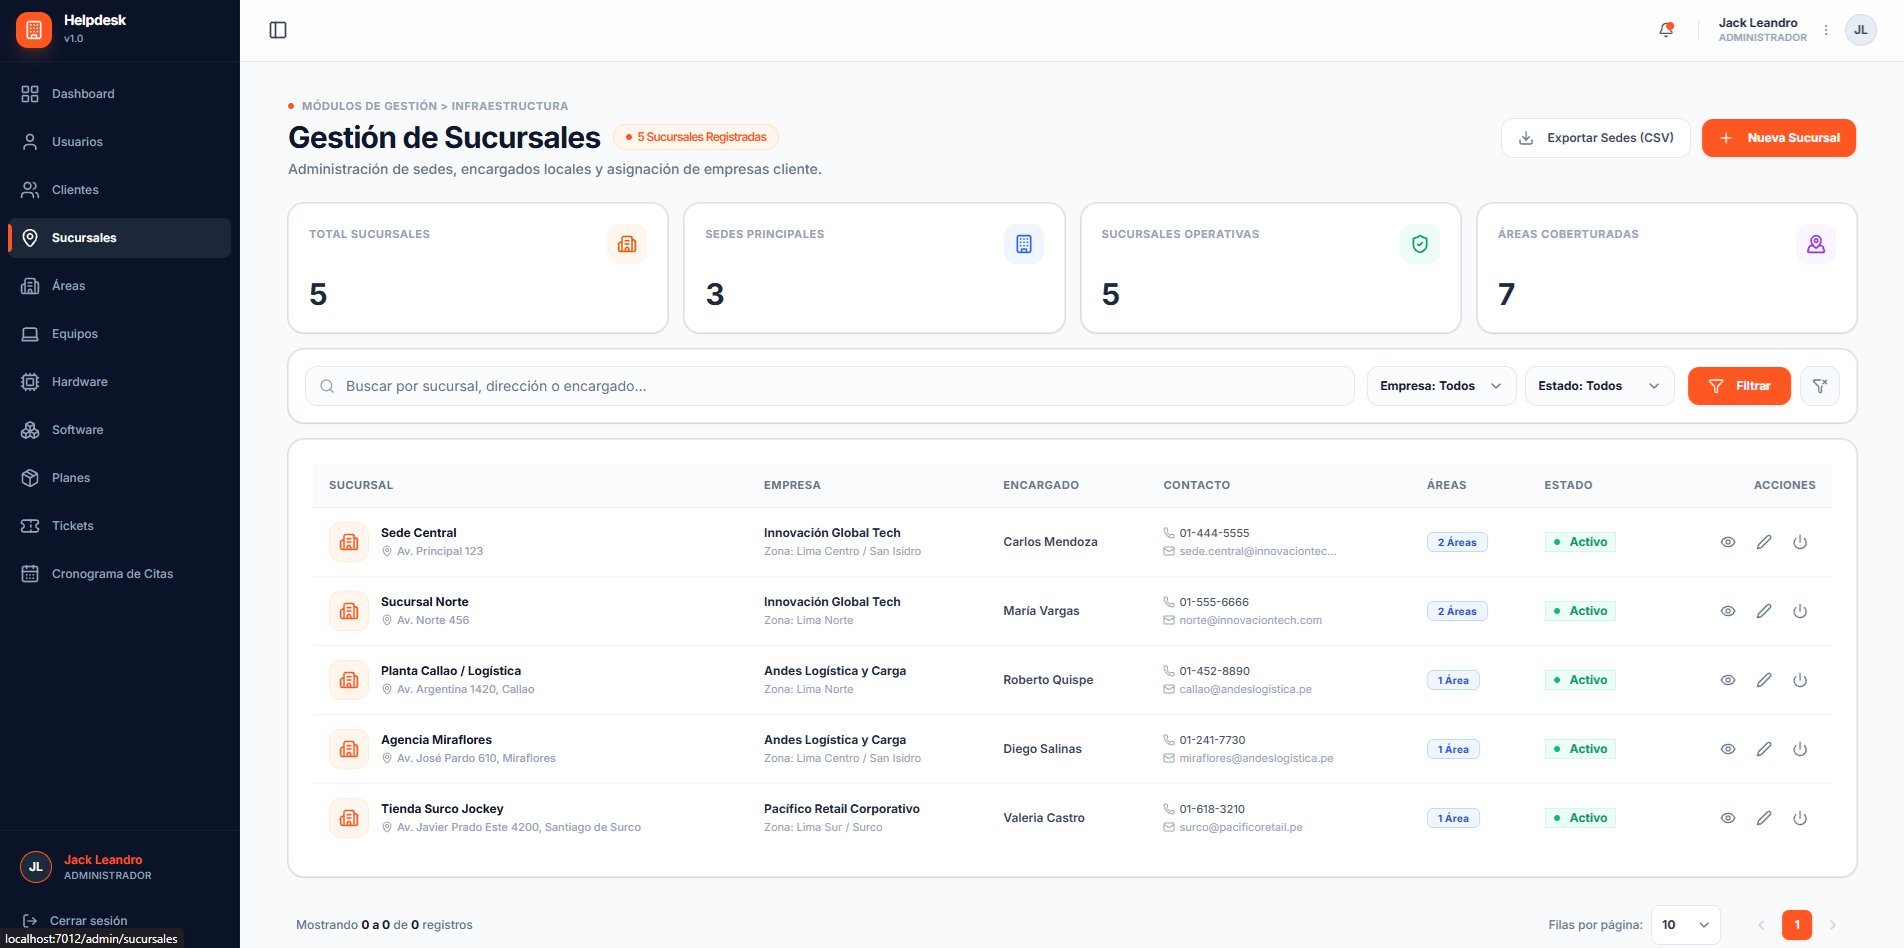 Helpdesk
v1.0
Dashboard
Usuarios
Clientes
Sucursales
Áreas
Equipos
Hardware
Software
Planes
Tickets
Cronograma de Citas
JL
Jack Leandro
ADMINISTRADOR
Cerrar sesión
localhost:7012/admin/sucursales
Jack Leandro
ADMINISTRADOR
JL
MÓDULOS DE GESTIÓN > INFRAESTRUCTURA
Gestión de Sucursales
5 Sucursales Registradas
Administración de sedes, encargados locales y asignación de empresas cliente.
Exportar Sedes (CSV)
Nueva Sucursal
TOTAL SUCURSALES
5
SEDES PRINCIPALES
3
SUCURSALES OPERATIVAS
5
ÁREAS COBERTURADAS
7
Buscar por sucursal, dirección o encargado...
Empresa: Todos
Estado: Todos
Filtrar
SUCURSAL EMPRESA ENCARGADO CONTACTO ÁREAS ESTADO ACCIONES
Sede Central
Av. Principal 123
Innovación Global Tech
Zona: Lima Centro / San Isidro
Carlos Mendoza
01-444-5555
sede.central@innovaciontec...
2 Áreas
Activo
Sucursal Norte
Av. Norte 456
Innovación Global Tech
Zona: Lima Norte
María Vargas
01-555-6666
norte@innovaciontech.com
2 Áreas
Activo
Planta Callao / Logística
Av. Argentina 1420, Callao
Andes Logística y Carga
Zona: Lima Norte
Roberto Quispe
01-452-8890
callao@andeslogistica.pe
1 Área
Activo
Agencia Miraflores
Av. José Pardo 610, Miraflores
Andes Logística y Carga
Zona: Lima Centro / San Isidro
Diego Salinas
01-241-7730
miraflores@andeslogistica.pe
1 Área
Activo
Tienda Surco Jockey
Av. Javier Prado Este 4200, Santiago de Surco
Pacífico Retail Corporativo
Zona: Lima Sur / Surco
Valeria Castro
01-618-3210
surco@pacificoretail.pe
1 Área
Activo
Mostrando 0 a 0 de 0 registros
Filas por página: 10
1